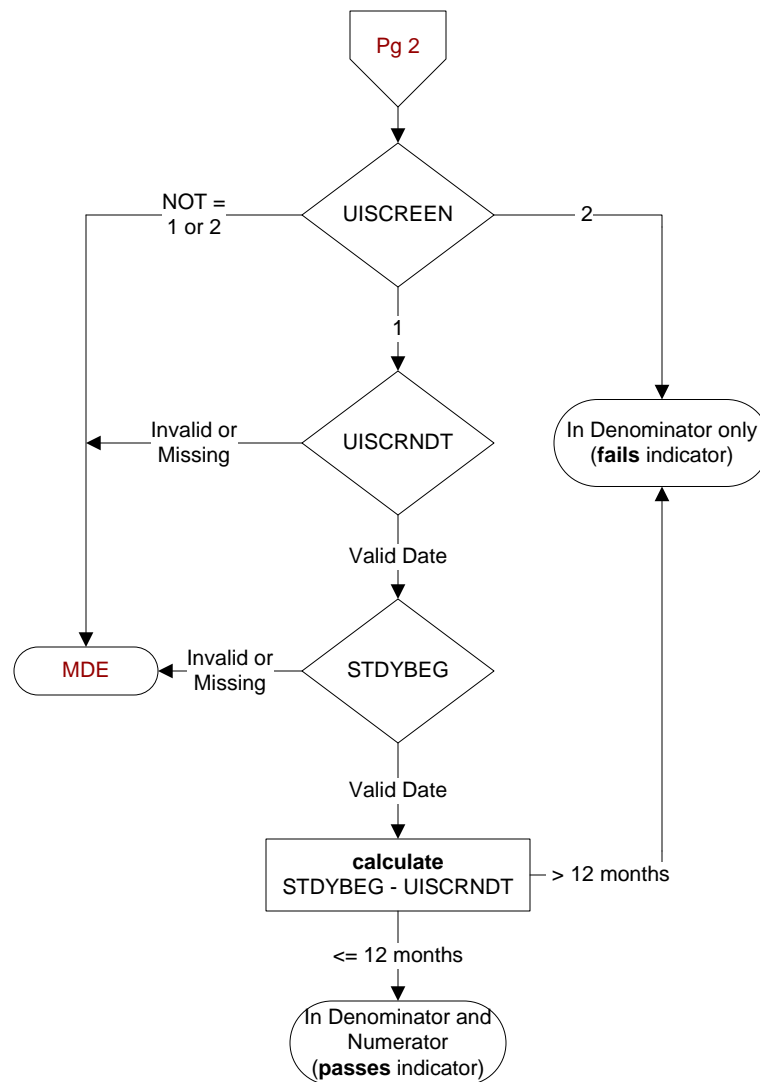 Pg 2
NOT =
1 or 2
UISCREEN
2
1
Invalid or
Missing
UISCRNDT
In Denominator only
(fails indicator)
Valid Date
MDE
Invalid or
Missing
STDYBEG
Valid Date
calculate
STDYBEG - UISCRNDT
> 12 months
<= 12 months
In Denominator and
Numerator
(passes indicator)